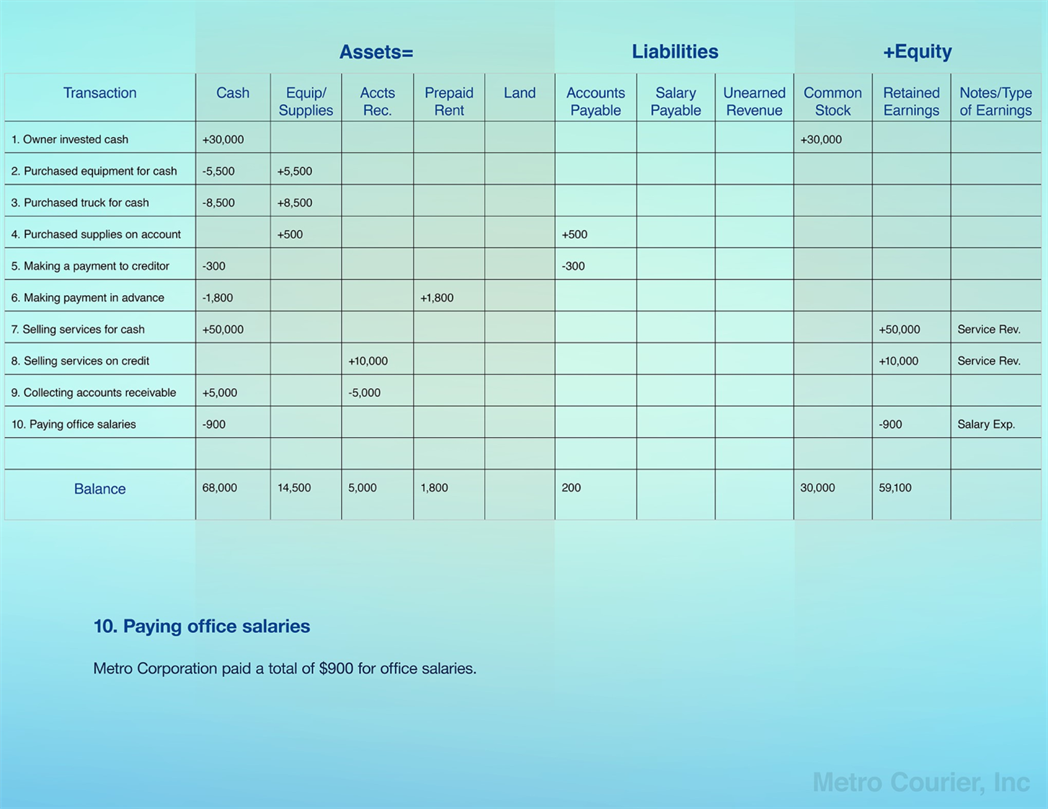 Assets= Liabilities +Equity
Transaction Cash Equip/ Supplies Accts Rec. Prepaid Rent Land Accounts Payable Salary Payable Unearned Revenue Common Stock Retained Earnings Notes/Type of Earnings
1. Owner invested cash +30,000 +30,000
2. Purchased equipment for cash -5,500 +5,500
3. Purchased truck for cash -8,500 +8,500
4. Purchased supplies on account +500 +500
5. Making a payment to creditor -300 -300
6. Making payment in advance -1,800 +1,800
7. Selling services for cash +50,000 +50,000 Service Rev.
8. Selling services on credit +10,000 +10,000 Service Rev.
9. Collecting accounts receivable +5,000 -5,000
10. Paying office salaries -900 -900 Salary Exp.
Balance 68,000 14,500 5,000 1,800 200 30,000 59,100
10. Paying office salaries
Metro Corporation paid a total of $900 for office salaries.
Metro Courier, Inc